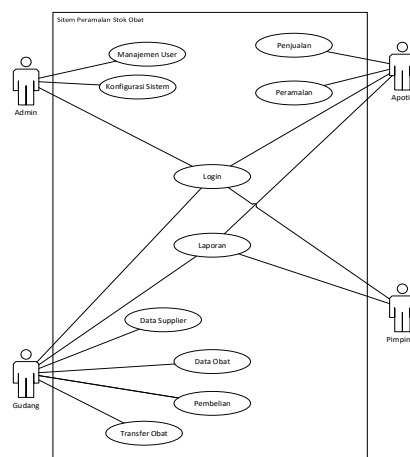 Sitem Peramalan Stok Obat
Manajemen User
Penjualan
Konfigurasi Sistem
Peramalan
Admin
Apoti
Login
Laporan
Data Supplier
Pimpin
Data Obat
Gudang
Pembelian
Transfer Obat